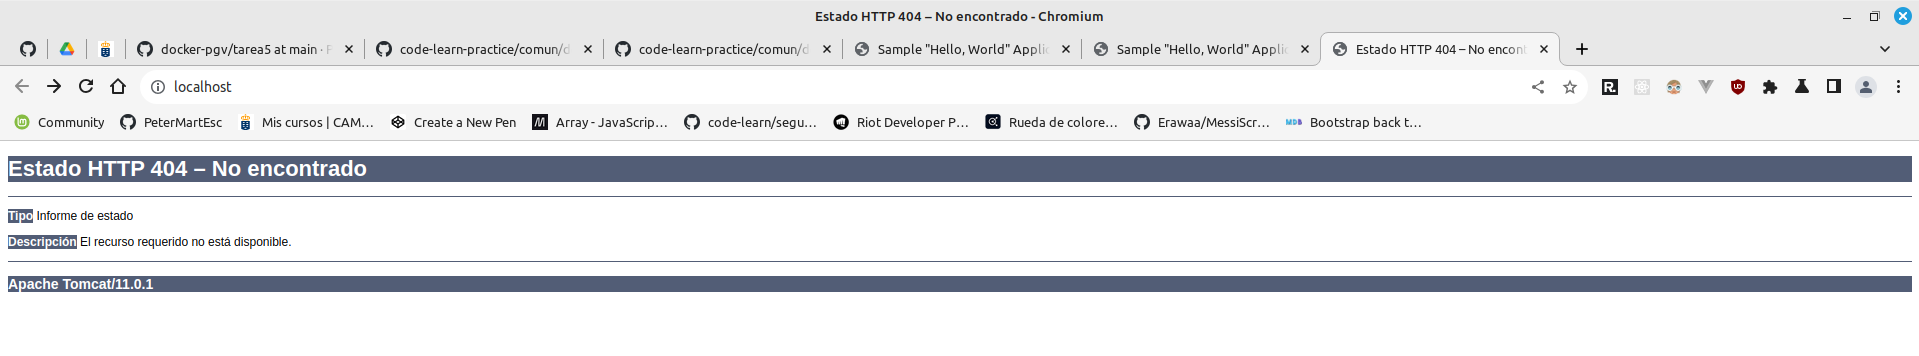 Estado HTTP 404 – No encontrado - Chromium
docker-pgv/tarea5 at main · P
code-learn-practice/comun/d
code-learn-practice/comun/d
Sample "Hello, World" Applic
Sample "Hello, World" Applic
Estado HTTP 404 – No encont
localhost
Community
PeterMartEsc
Mis cursos | CAM…
Create a New Pen
Array - JavaScrip…
code-learn/segu…
Riot Developer P…
Rueda de colore…
Erawaa/MessiScr…
MDB
Bootstrap back t…
Estado HTTP 404 – No encontrado
Tipo Informe de estado
Descripción El recurso requerido no está disponible.
Apache Tomcat/11.0.1